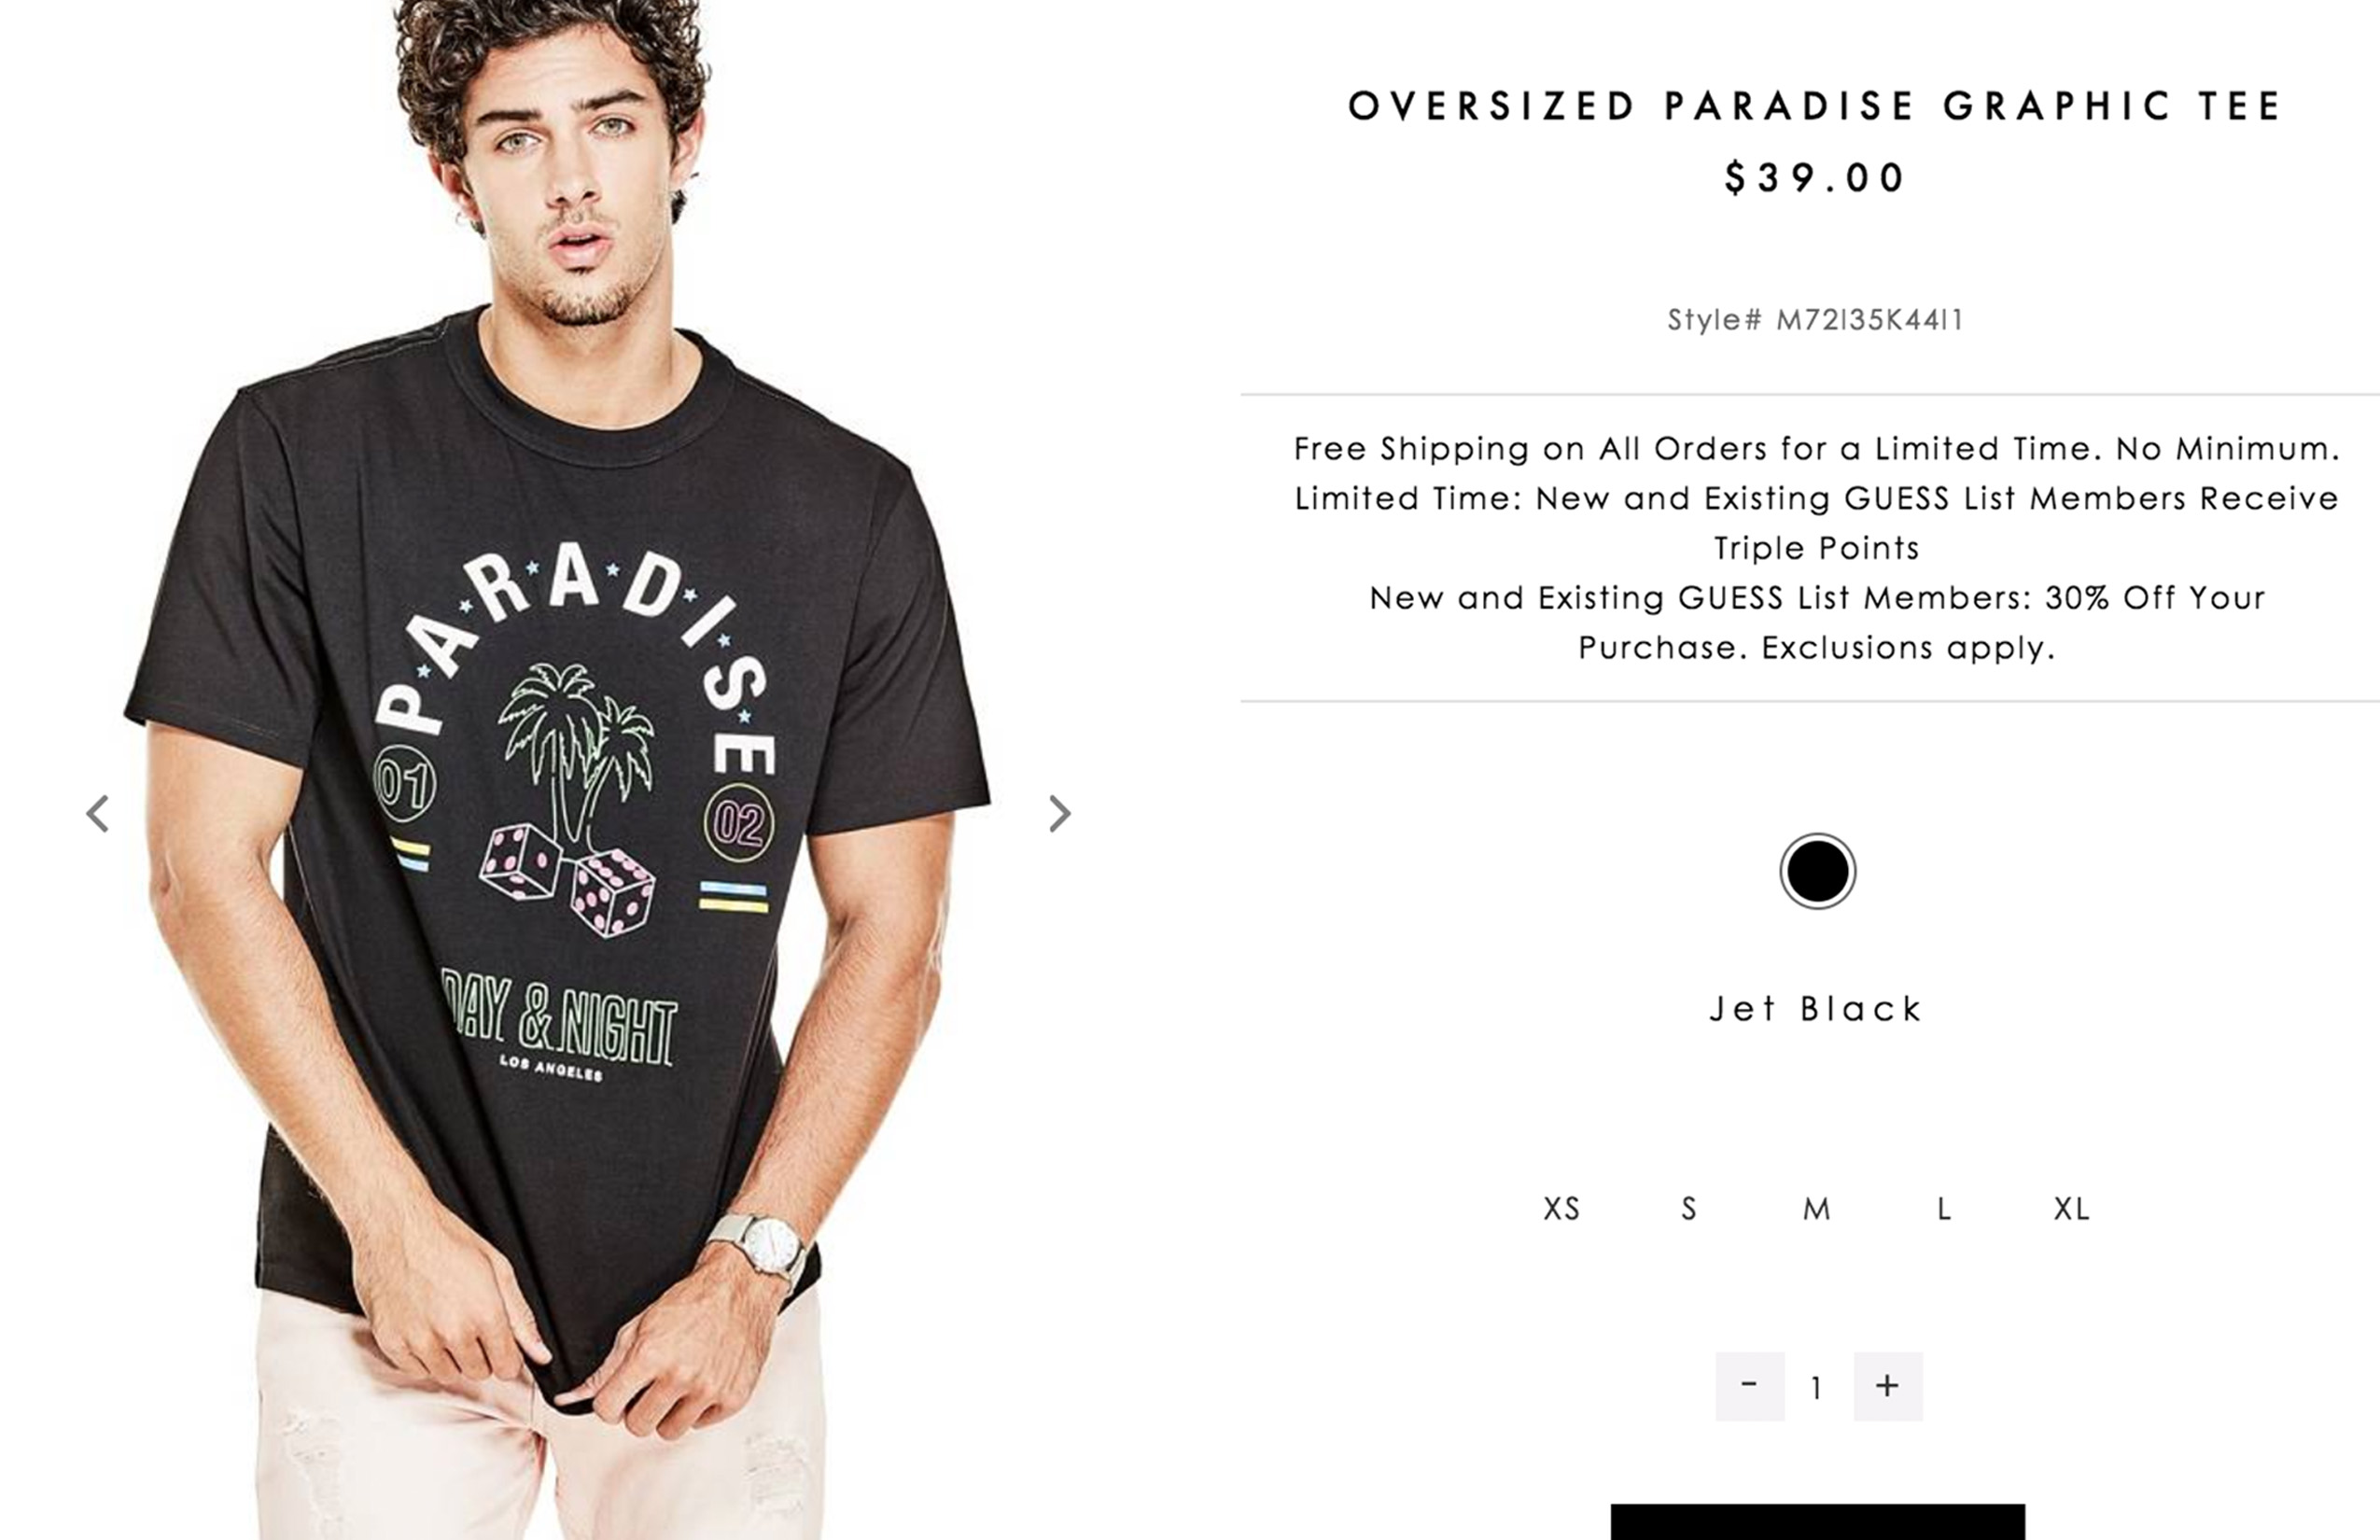 P★A★R★A★D★I★S★E
01
02
DAY & NIGHT
LOS ANGELES
OVERSIZED PARADISE GRAPHIC TEE
$39.00
Style# M72I35K44I1
Free Shipping on All Orders for a Limited Time. No Minimum.
Limited Time: New and Existing GUESS List Members Receive
Triple Points
New and Existing GUESS List Members: 30% Off Your
Purchase. Exclusions apply.
Jet Black
XS S M L XL
- 1 +